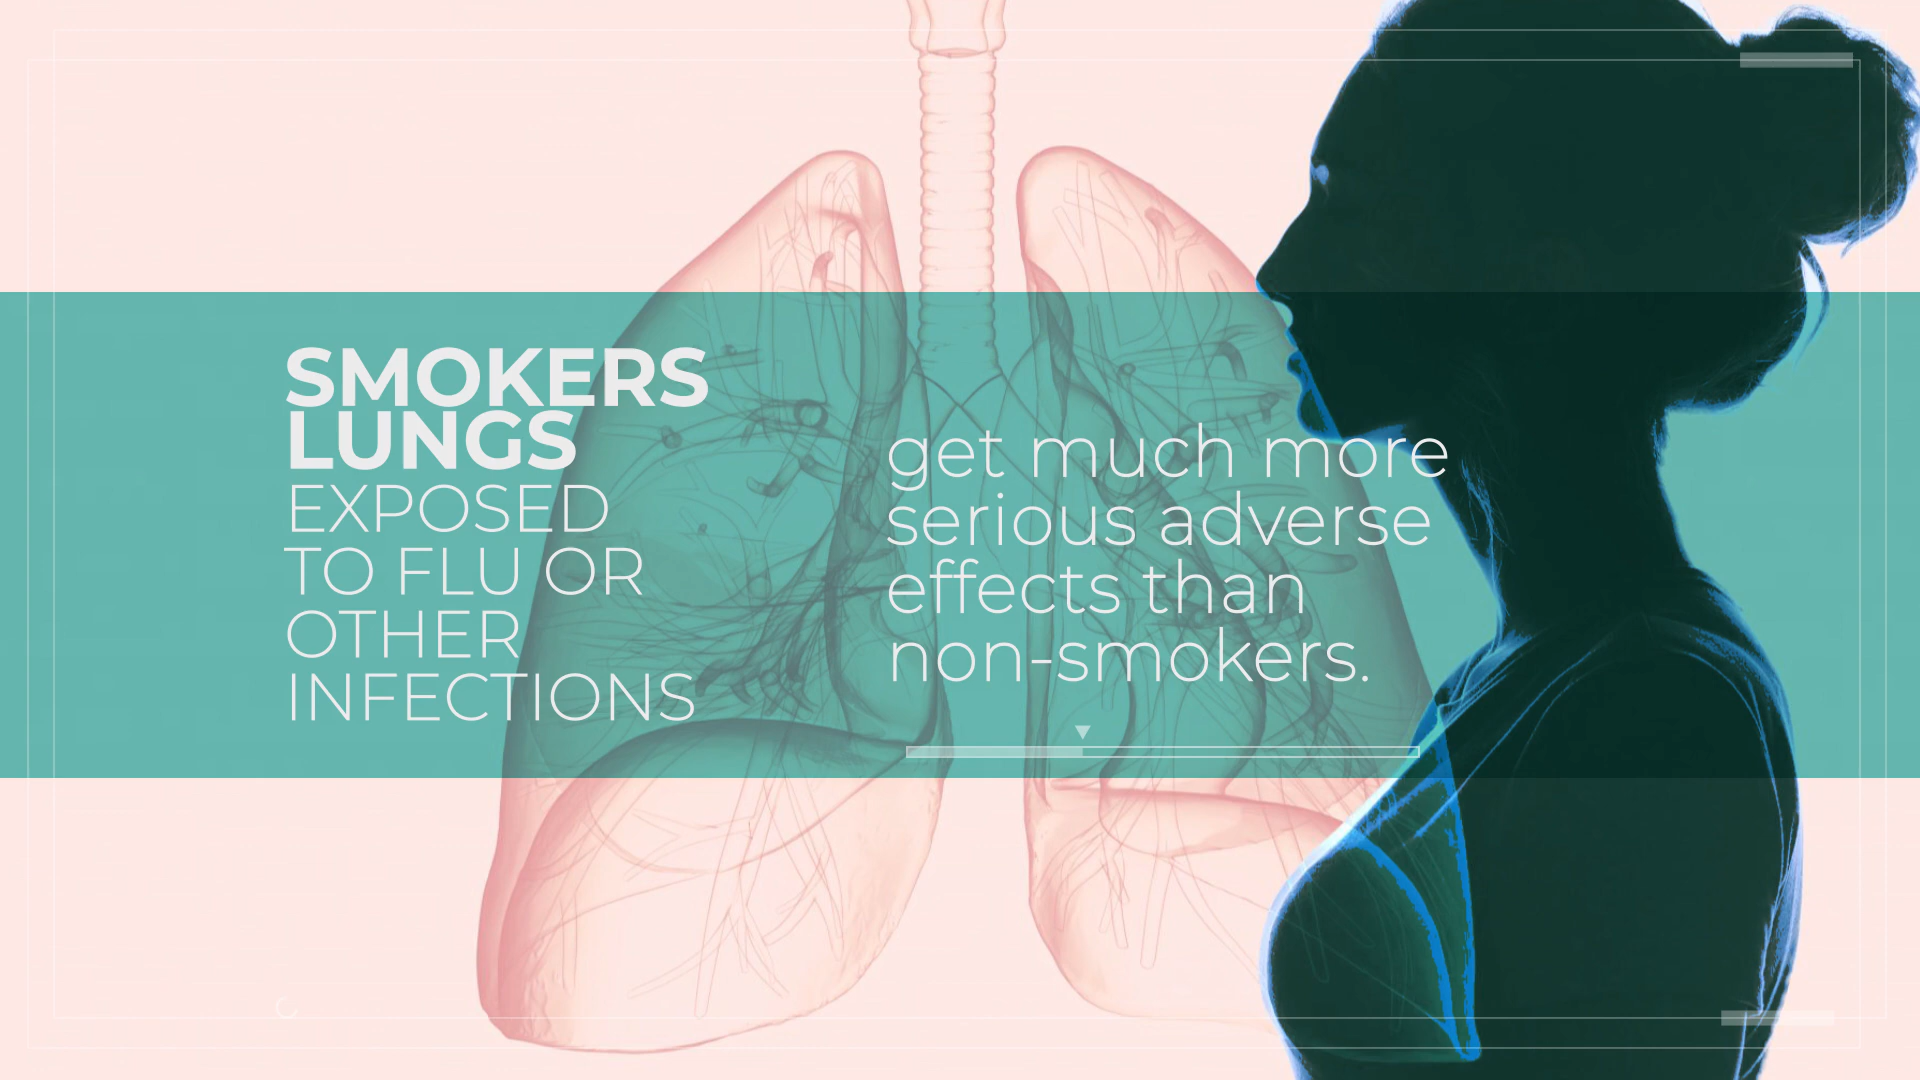 SMOKERS
LUNGS
EXPOSED
TO FLU OR
OTHER
INFECTIONS
get much more
serious adverse
effects than
non-smokers.